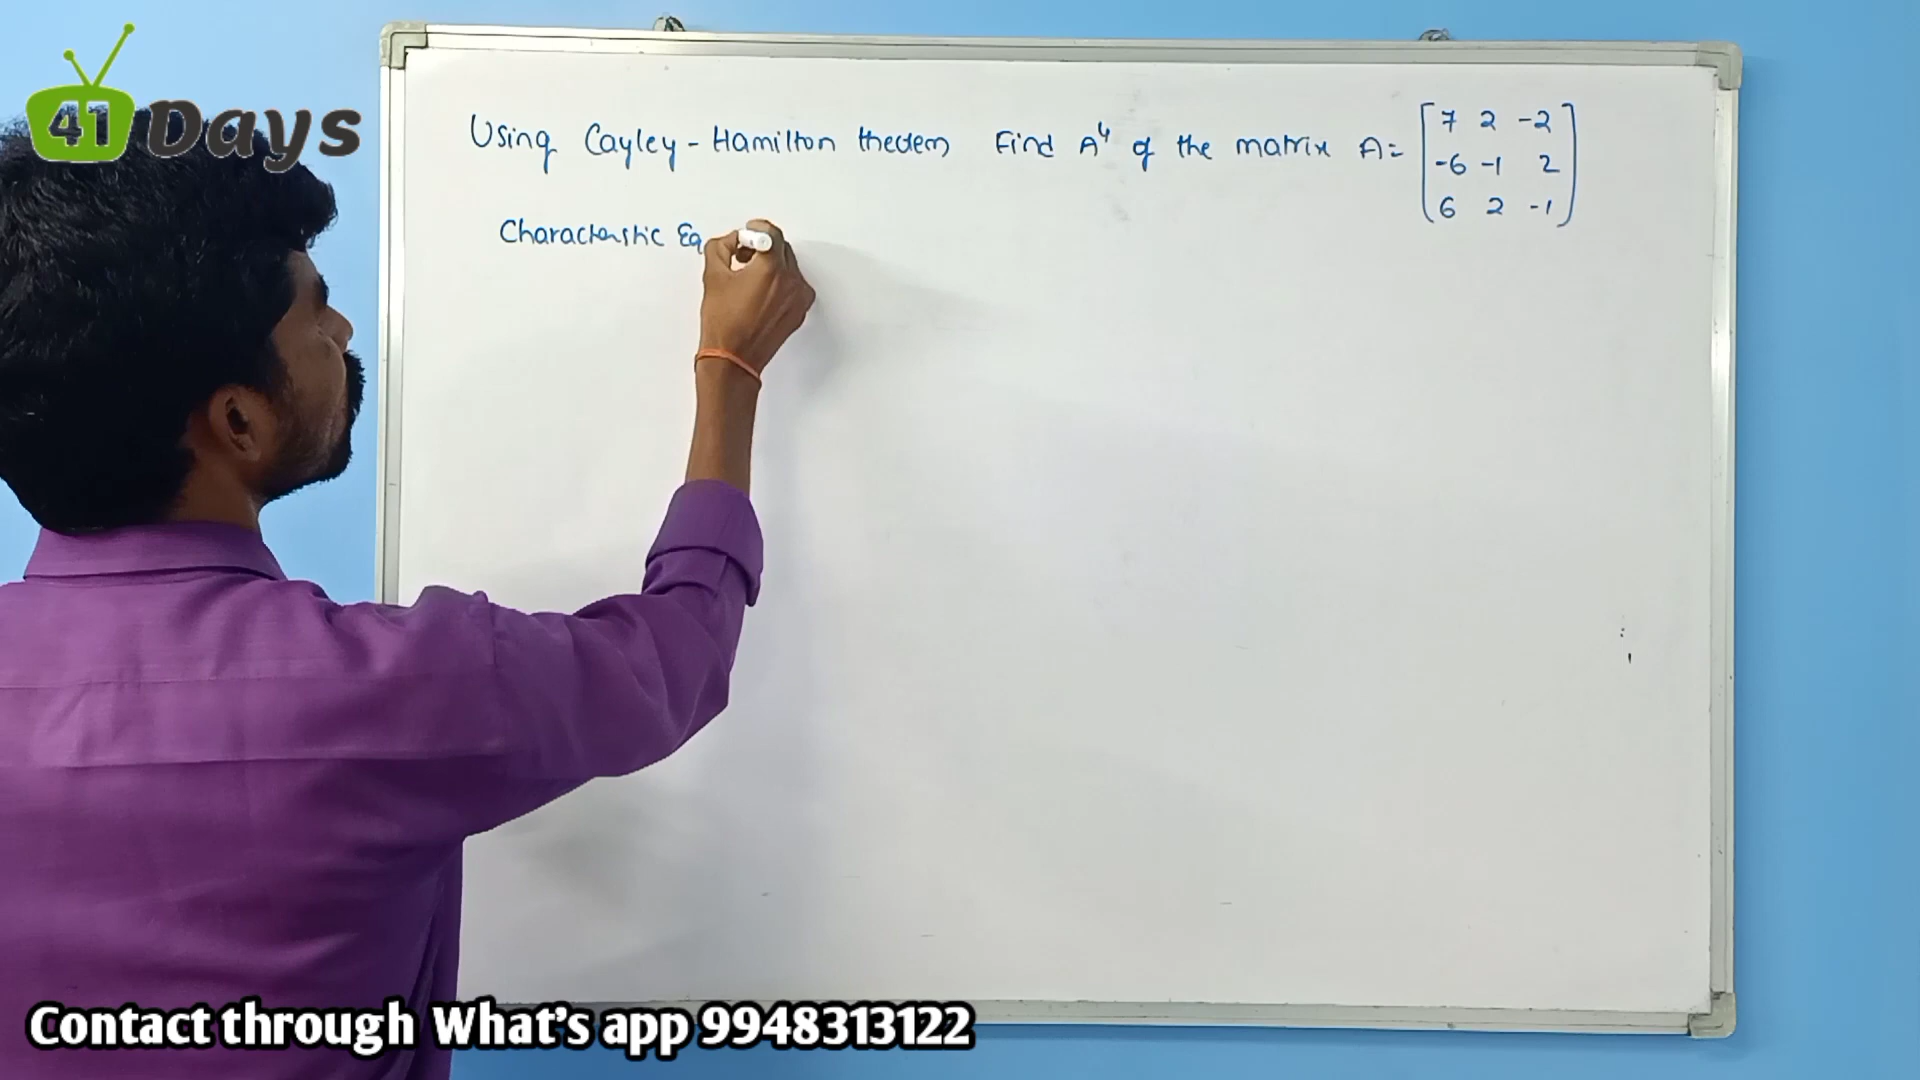 41 Days
Using Cayley-Hamilton theorem Find A⁴ of the matrix A= [7 2 -2
-6 -1 2
6 2 -1]
Characteristic Eq
Contact through What's app 9948313122